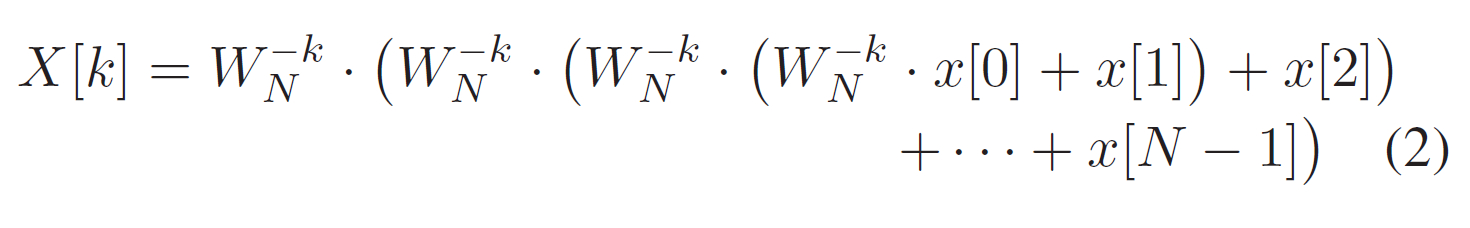 X[k] = W_N^{-k} · (W_N^{-k} · (W_N^{-k} · (W_N^{-k} · x[0] + x[1]) + x[2])
+ · · · + x[N − 1]) (2)